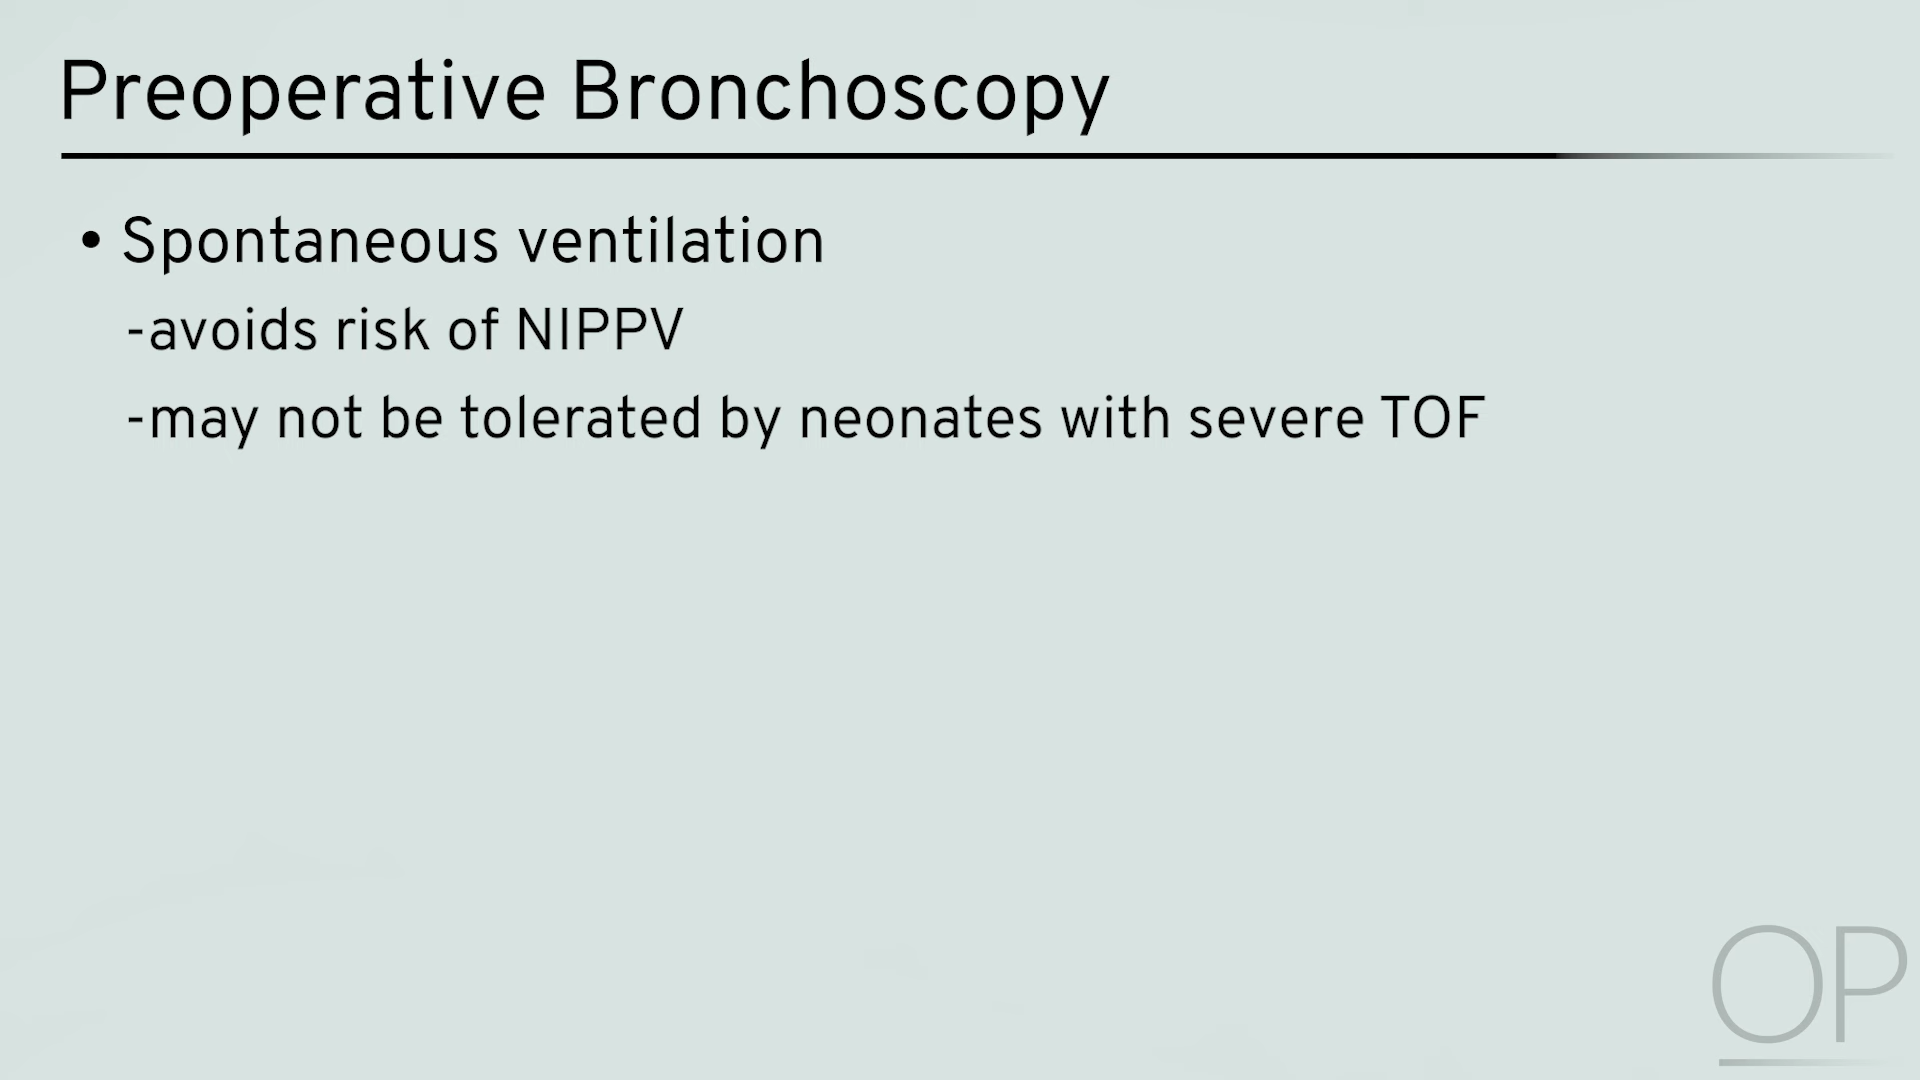 Preoperative Bronchoscopy
• Spontaneous ventilation
-avoids risk of NIPPV
-may not be tolerated by neonates with severe TOF
OP